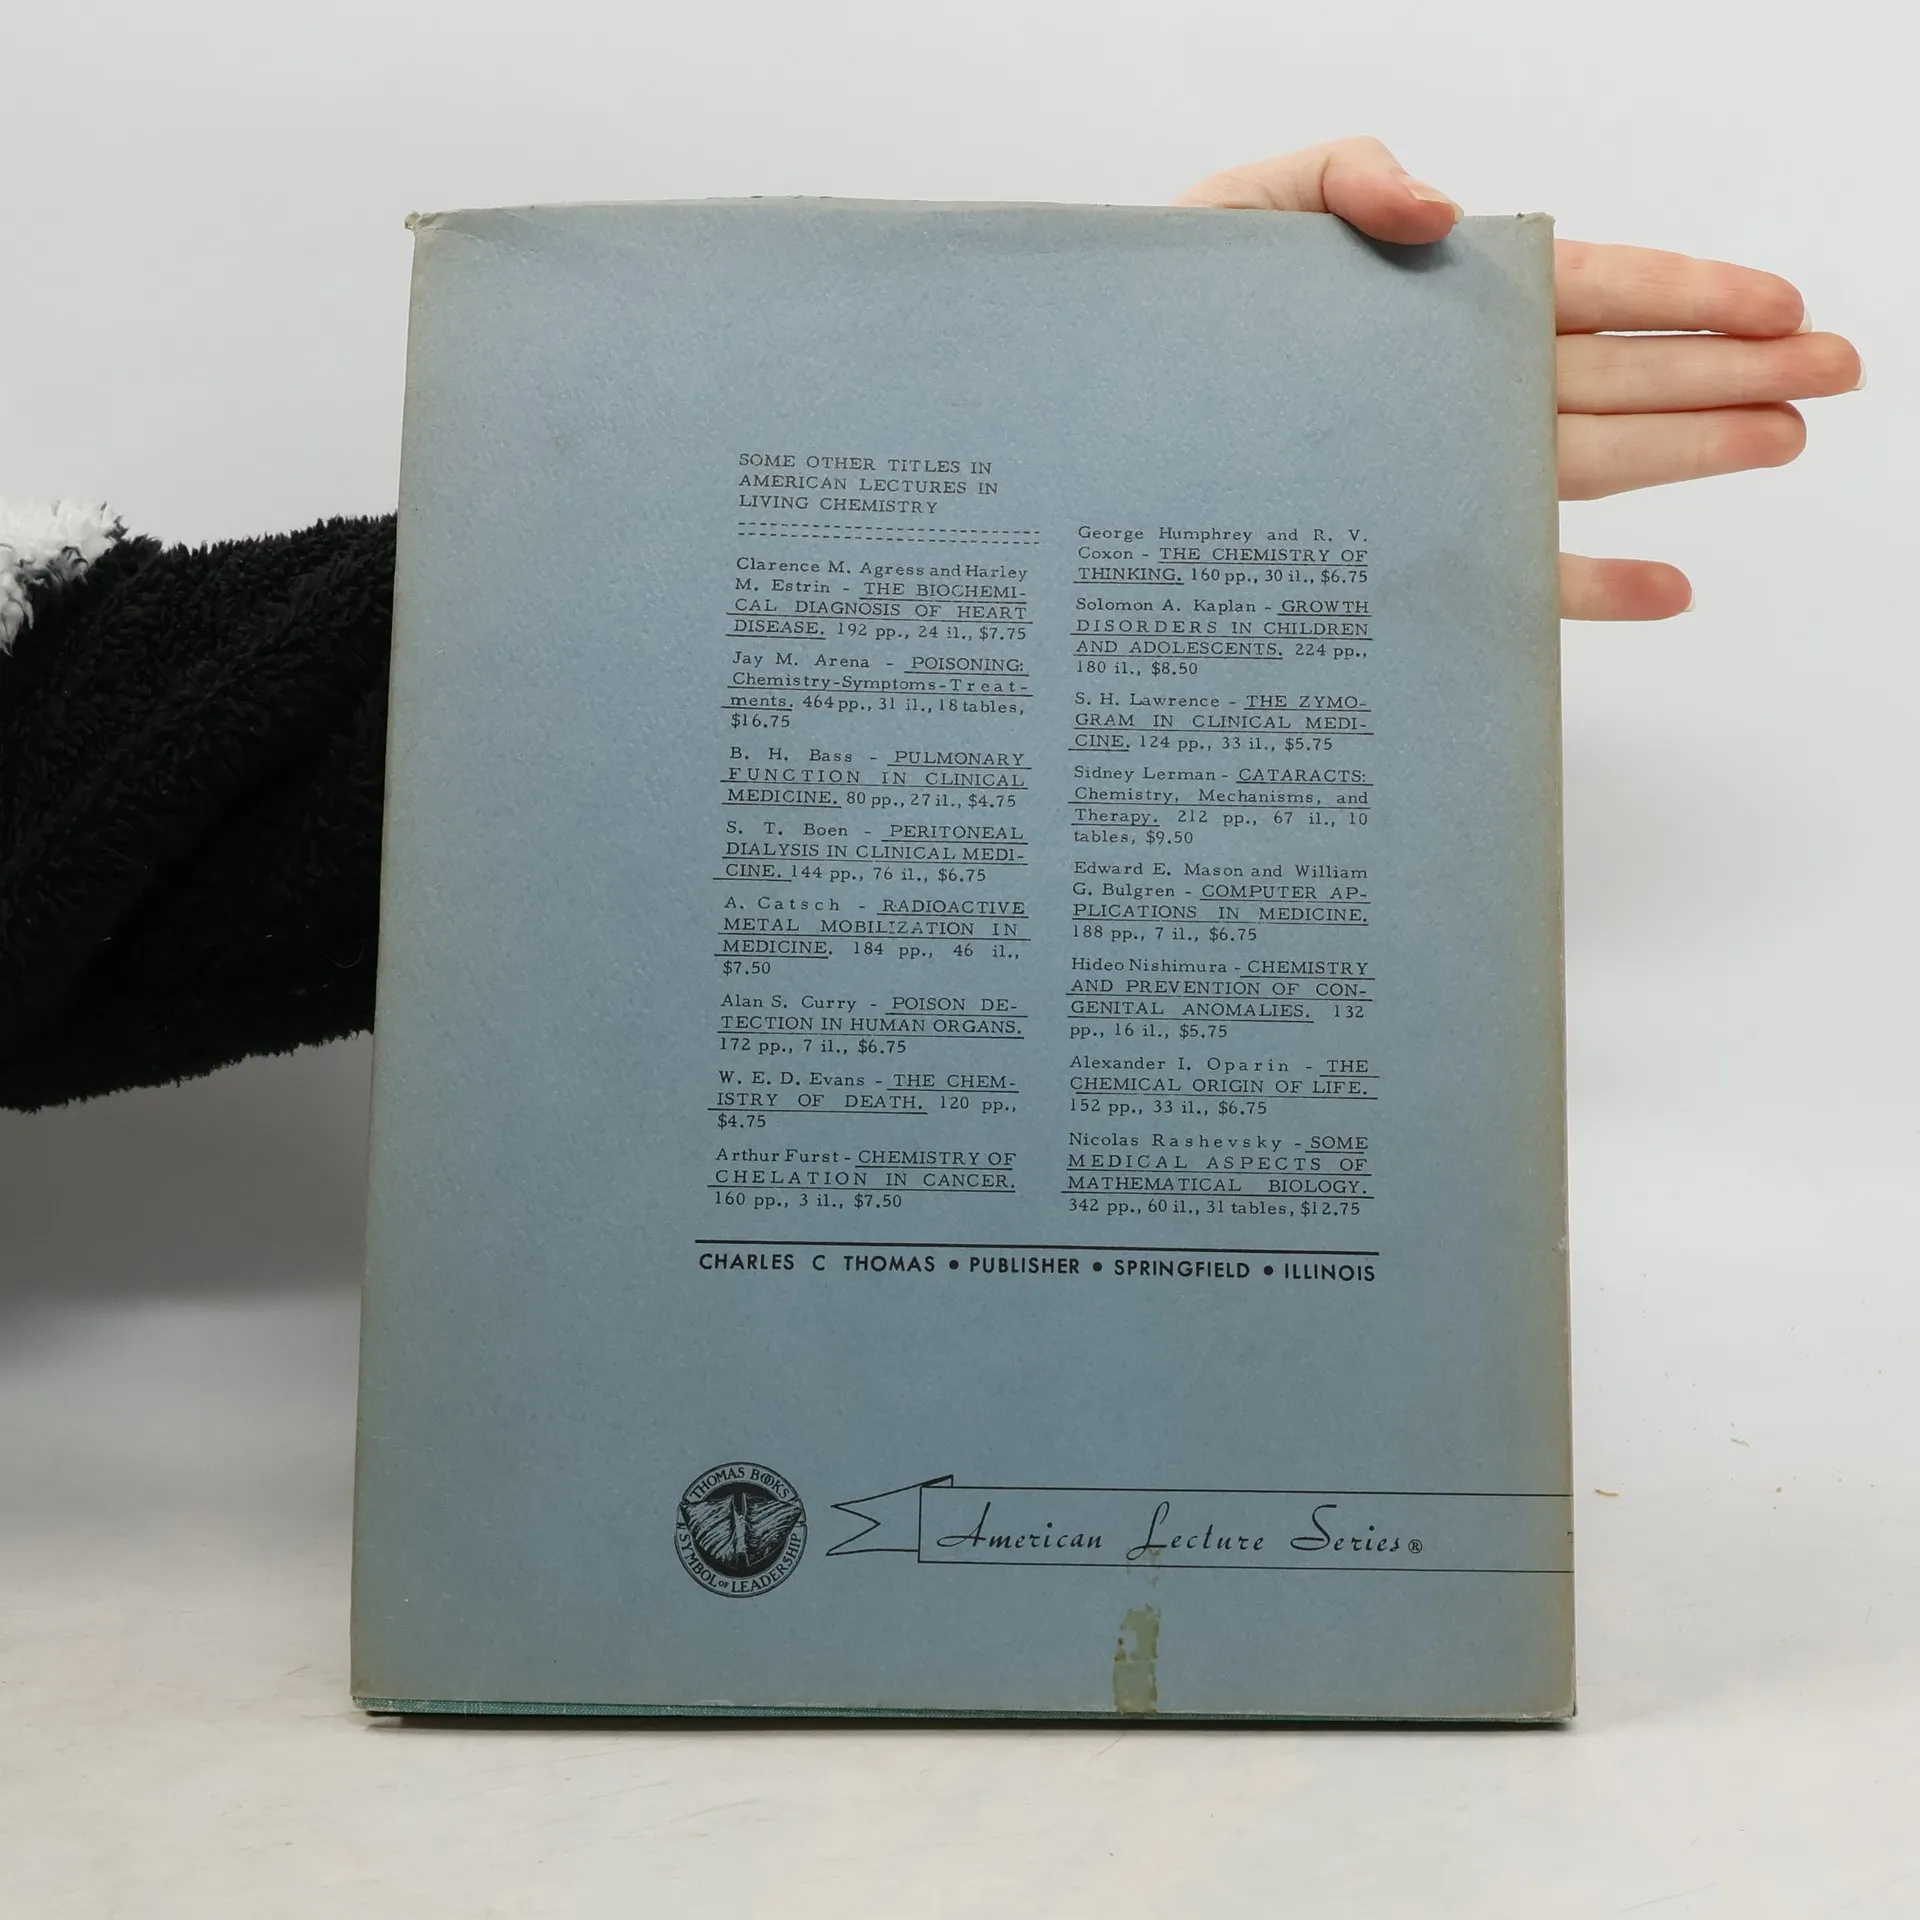 SOME OTHER TITLES IN
AMERICAN LECTURES IN
LIVING CHEMISTRY
Clarence M. Agress and Harley
M. Estrin - THE BIOCHEMI-
CAL DIAGNOSIS OF HEART
DISEASE. 192 pp., 24 il., $7.75
Jay M. Arena - POISONING:
Chemistry-Symptoms-Treat-
ments. 464 pp., 31 il., 18 tables,
$16.75
B. H. Bass - PULMONARY
FUNCTION IN CLINICAL
MEDICINE. 80 pp., 27 il., $4.75
S. T. Boen - PERITONEAL
DIALYSIS IN CLINICAL MEDI-
CINE. 144 pp., 76 il., $6.75
A. Catsch - RADIOACTIVE
METAL MOBILIZATION IN
MEDICINE. 184 pp., 46 il.,
$7.50
Alan S. Curry - POISON DE-
TECTION IN HUMAN ORGANS.
172 pp., 7 il., $6.75
W. E. D. Evans - THE CHEM-
ISTRY OF DEATH. 120 pp.,
$4.75
Arthur Furst - CHEMISTRY OF
CHELATION IN CANCER.
160 pp., 3 il., $7.50
George Humphrey and R. V.
Coxon - THE CHEMISTRY OF
THINKING. 160 pp., 30 il., $6.75
Solomon A. Kaplan - GROWTH
DISORDERS IN CHILDREN
AND ADOLESCENTS. 224 pp.,
180 il., $8.50
S. H. Lawrence - THE ZYMO-
GRAM IN CLINICAL MEDI-
CINE. 124 pp., 33 il., $5.75
Sidney Lerman - CATARACTS:
Chemistry, Mechanisms, and
Therapy. 212 pp., 67 il., 10
tables, $9.50
Edward E. Mason and William
G. Bulgren - COMPUTER AP-
PLICATIONS IN MEDICINE.
188 pp., 7 il., $6.75
Hideo Nishimura - CHEMISTRY
AND PREVENTION OF CON-
GENITAL ANOMALIES. 132
pp., 16 il., $5.75
Alexander I. Oparin - THE
CHEMICAL ORIGIN OF LIFE.
152 pp., 33 il., $6.75
Nicolas Rashevsky - SOME
MEDICAL ASPECTS OF
MATHEMATICAL BIOLOGY.
342 pp., 60 il., 31 tables, $12.75
CHARLES C THOMAS • PUBLISHER • SPRINGFIELD • ILLINOIS
THOMAS BOOKS
SYMBOL OF LEADERSHIP
American Lecture Series®